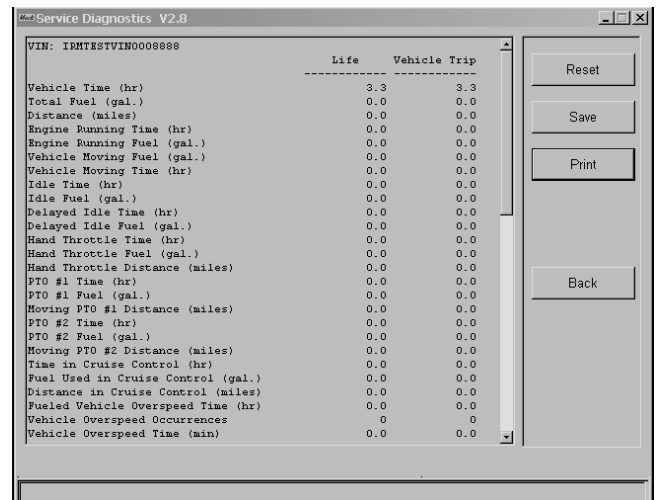 Mack Service Diagnostics V2.8
VIN: IRMTESTVIN0008888
Life Vehicle Trip
------------ ------------
Vehicle Time (hr) 3.3 3.3
Total Fuel (gal.) 0.0 0.0
Distance (miles) 0.0 0.0
Engine Running Time (hr) 0.0 0.0
Engine Running Fuel (gal.) 0.0 0.0
Vehicle Moving Fuel (gal.) 0.0 0.0
Vehicle Moving Time (hr) 0.0 0.0
Idle Time (hr) 0.0 0.0
Idle Fuel (gal.) 0.0 0.0
Delayed Idle Time (hr) 0.0 0.0
Delayed Idle Fuel (gal.) 0.0 0.0
Hand Throttle Time (hr) 0.0 0.0
Hand Throttle Fuel (gal.) 0.0 0.0
Hand Throttle Distance (miles) 0.0 0.0
PTO #1 Time (hr) 0.0 0.0
PTO #1 Fuel (gal.) 0.0 0.0
Moving PTO #1 Distance (miles) 0.0 0.0
PTO #2 Time (hr) 0.0 0.0
PTO #2 Fuel (gal.) 0.0 0.0
Moving PTO #2 Distance (miles) 0.0 0.0
Time in Cruise Control (hr) 0.0 0.0
Fuel Used in Cruise Control (gal.) 0.0 0.0
Distance in Cruise Control (miles) 0.0 0.0
Fueled Vehicle Overspeed Time (hr) 0.0 0.0
Vehicle Overspeed Occurrences 0 0
Vehicle Overspeed Time (min) 0.0 0.0
Reset
Save
Print
Back